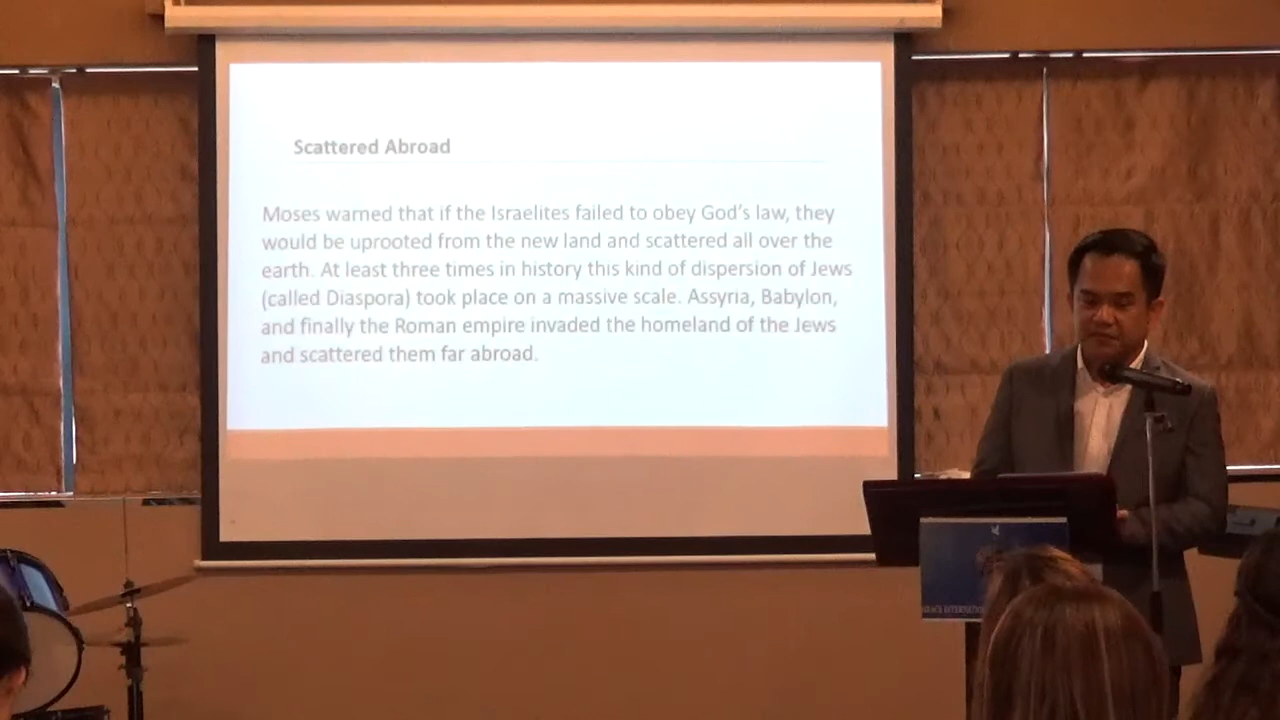 Scattered Abroad
Moses warned that if the Israelites failed to obey God's law, they
would be uprooted from the new land and scattered all over the
earth. At least three times in history this kind of dispersion of Jews
(called Diaspora) took place on a massive scale. Assyria, Babylon,
and finally the Roman empire invaded the homeland of the Jews
and scattered them far abroad.